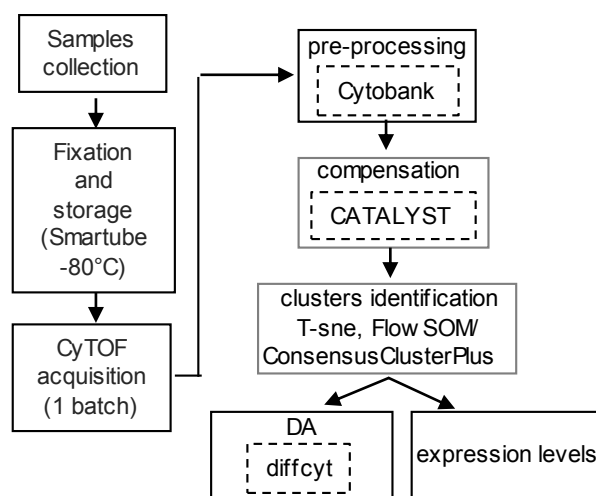 Samples
collection
Fixation
and
storage
(Smartube
-80°C)
CyTOF
acquisition
(1 batch)
pre-processing
Cytobank
compensation
CATALYST
clusters identification
T-sne, Flow SOM/
ConsensusClusterPlus
DA
diffcyt
expression levels